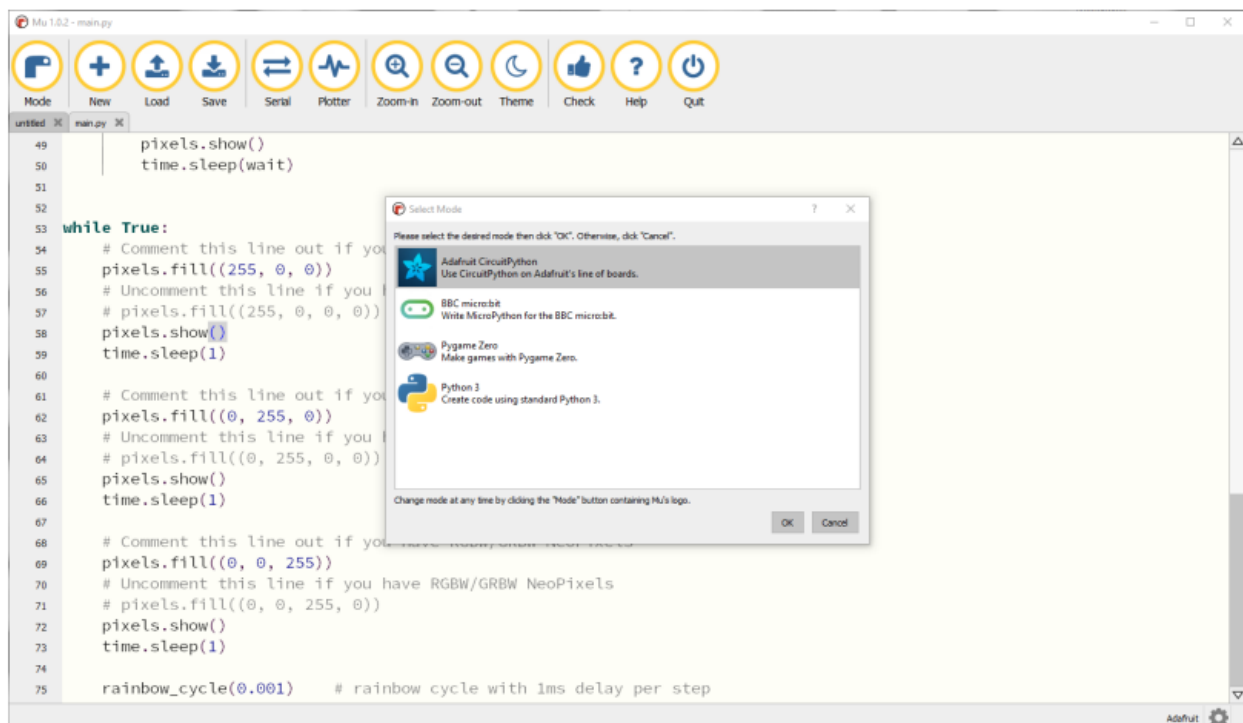 Mu 1.0.2 - main.py
Mode New Load Save Serial Plotter Zoom-in Zoom-out Theme Check Help Quit
untitled main.py
49 pixels.show()
50 time.sleep(wait)
51
52
53 while True:
54 # Comment this line out if you
55 pixels.fill((255, 0, 0))
56 # Uncomment this line if you
57 # pixels.fill((255, 0, 0, 0))
58 pixels.show()
59 time.sleep(1)
60
61 # Comment this line out if you
62 pixels.fill((0, 255, 0))
63 # Uncomment this line if you
64 # pixels.fill((0, 255, 0, 0))
65 pixels.show()
66 time.sleep(1)
67
68 # Comment this line out if you have RGBW/GRBW NeoPixels
69 pixels.fill((0, 0, 255))
70 # Uncomment this line if you have RGBW/GRBW NeoPixels
71 # pixels.fill((0, 0, 255, 0))
72 pixels.show()
73 time.sleep(1)
74
75 rainbow_cycle(0.001) # rainbow cycle with 1ms delay per step
Select Mode
Please select the desired mode then click "OK". Otherwise, click "Cancel".
Adafruit CircuitPython
Use CircuitPython on Adafruit's line of boards.
BBC micro:bit
Write MicroPython for the BBC micro:bit.
Pygame Zero
Make games with Pygame Zero.
Python 3
Create code using standard Python 3.
Change mode at any time by clicking the "Mode" button containing Mu's logo.
OK Cancel
Adafruit